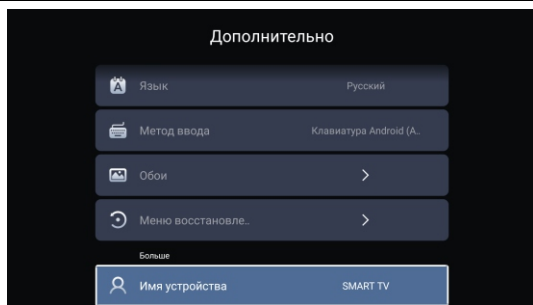 Дополнительно
Язык Русский
Метод ввода Клавиатура Android (A..
Обои
Меню восстановле..
Больше
Имя устройства SMART TV